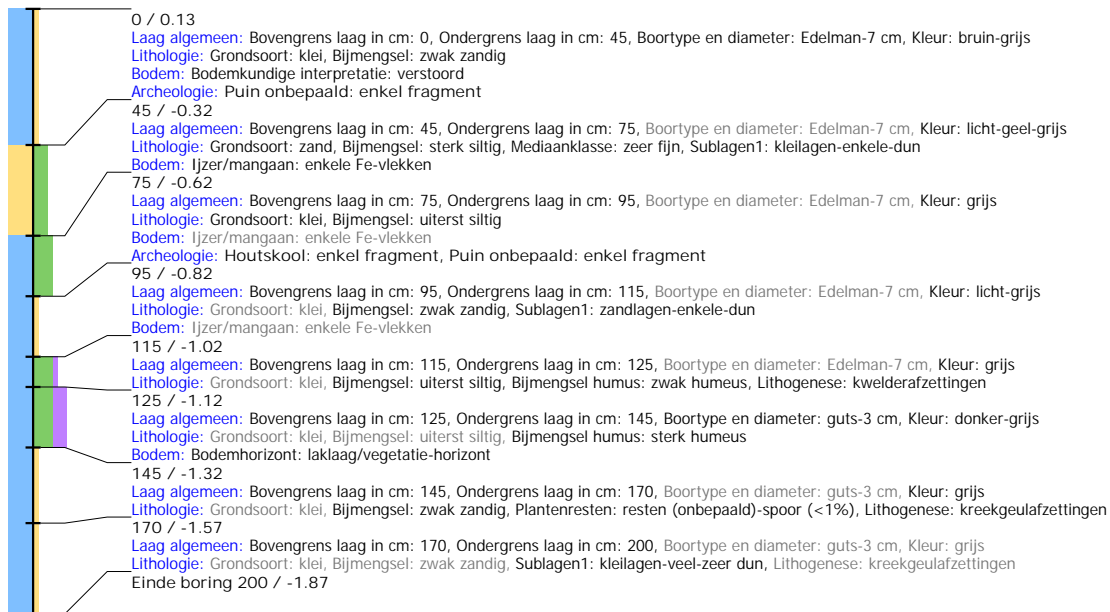 0 / 0.13
Laag algemeen: Bovengrens laag in cm: 0, Ondergrens laag in cm: 45, Boortype en diameter: Edelman-7 cm, Kleur: bruin-grijs
Lithologie: Grondsoort: klei, Bijmengsel: zwak zandig
Bodem: Bodemkundige interpretatie: verstoord
Archeologie: Puin onbepaald: enkel fragment
45 / -0.32
Laag algemeen: Bovengrens laag in cm: 45, Ondergrens laag in cm: 75, Boortype en diameter: Edelman-7 cm, Kleur: licht-geel-grijs
Lithologie: Grondsoort: zand, Bijmengsel: sterk siltig, Mediaanklasse: zeer fijn, Sublagen1: kleilagen-enkele-dun
Bodem: Ijzer/mangaan: enkele Fe-vlekken
75 / -0.62
Laag algemeen: Bovengrens laag in cm: 75, Ondergrens laag in cm: 95, Boortype en diameter: Edelman-7 cm, Kleur: grijs
Lithologie: Grondsoort: klei, Bijmengsel: uiterst siltig
Bodem: Ijzer/mangaan: enkele Fe-vlekken
Archeologie: Houtskool: enkel fragment, Puin onbepaald: enkel fragment
95 / -0.82
Laag algemeen: Bovengrens laag in cm: 95, Ondergrens laag in cm: 115, Boortype en diameter: Edelman-7 cm, Kleur: licht-grijs
Lithologie: Grondsoort: klei, Bijmengsel: zwak zandig, Sublagen1: zandlagen-enkele-dun
Bodem: Ijzer/mangaan: enkele Fe-vlekken
115 / -1.02
Laag algemeen: Bovengrens laag in cm: 115, Ondergrens laag in cm: 125, Boortype en diameter: Edelman-7 cm, Kleur: grijs
Lithologie: Grondsoort: klei, Bijmengsel: uiterst siltig, Bijmengsel humus: zwak humeus, Lithogenese: kwelderafzettingen
125 / -1.12
Laag algemeen: Bovengrens laag in cm: 125, Ondergrens laag in cm: 145, Boortype en diameter: guts-3 cm, Kleur: donker-grijs
Lithologie: Grondsoort: klei, Bijmengsel: uiterst siltig, Bijmengsel humus: sterk humeus
Bodem: Bodemhorizont: laklaag/vegetatie-horizont
145 / -1.32
Laag algemeen: Bovengrens laag in cm: 145, Ondergrens laag in cm: 170, Boortype en diameter: guts-3 cm, Kleur: grijs
Lithologie: Grondsoort: klei, Bijmengsel: zwak zandig, Plantenresten: resten (onbepaald)-spoor (<1%), Lithogenese: kreekgeulafzettingen
170 / -1.57
Laag algemeen: Bovengrens laag in cm: 170, Ondergrens laag in cm: 200, Boortype en diameter: guts-3 cm, Kleur: grijs
Lithologie: Grondsoort: klei, Bijmengsel: zwak zandig, Sublagen1: kleilagen-veel-zeer dun, Lithogenese: kreekgeulafzettingen
Einde boring 200 / -1.87